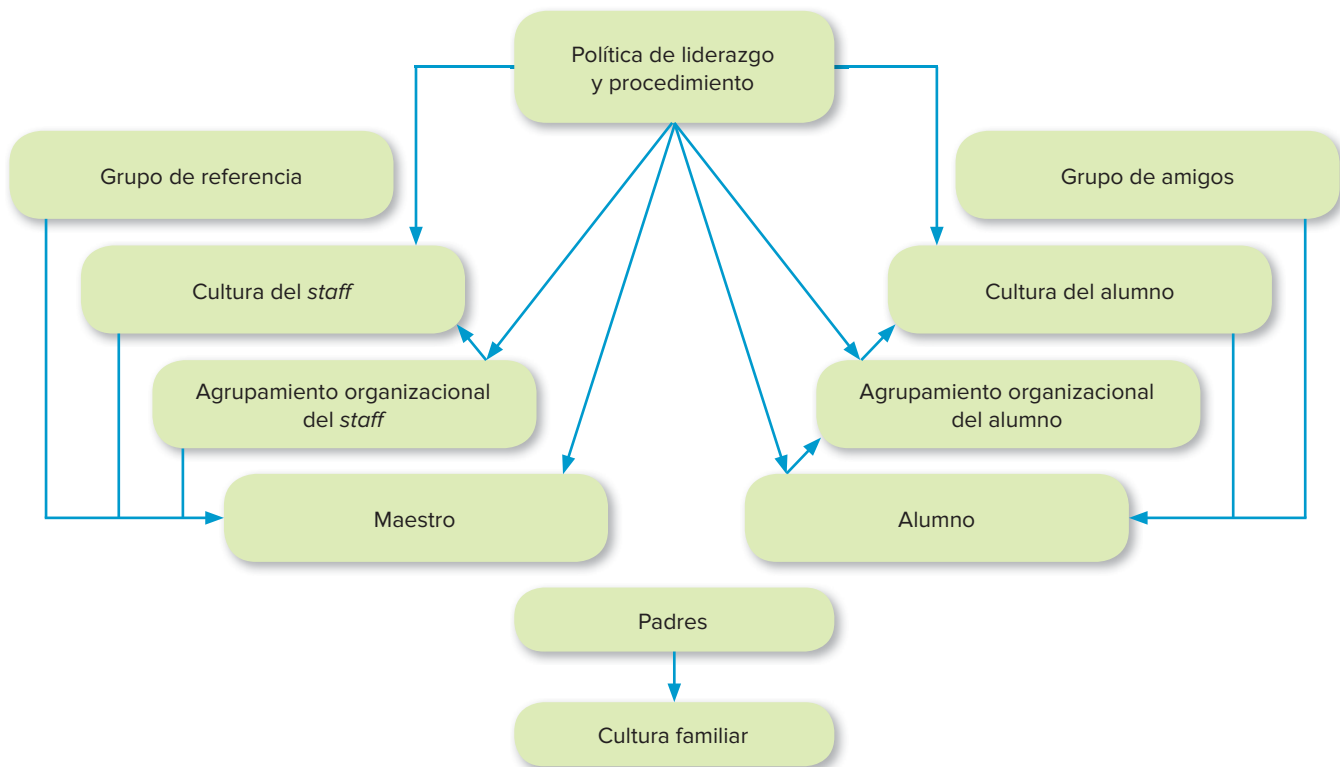 Política de liderazgo
y procedimiento
Grupo de referencia
Grupo de amigos
Cultura del staff
Cultura del alumno
Agrupamiento organizacional
del staff
Agrupamiento organizacional
del alumno
Maestro
Alumno
Padres
Cultura familiar